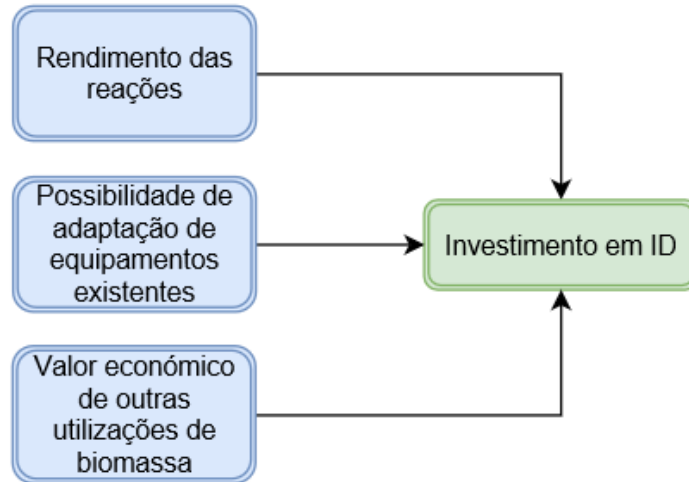 Rendimento das
reações
Possibilidade de
adaptação de
equipamentos
existentes
Investimento em ID
Valor económico
de outras
utilizações de
biomassa